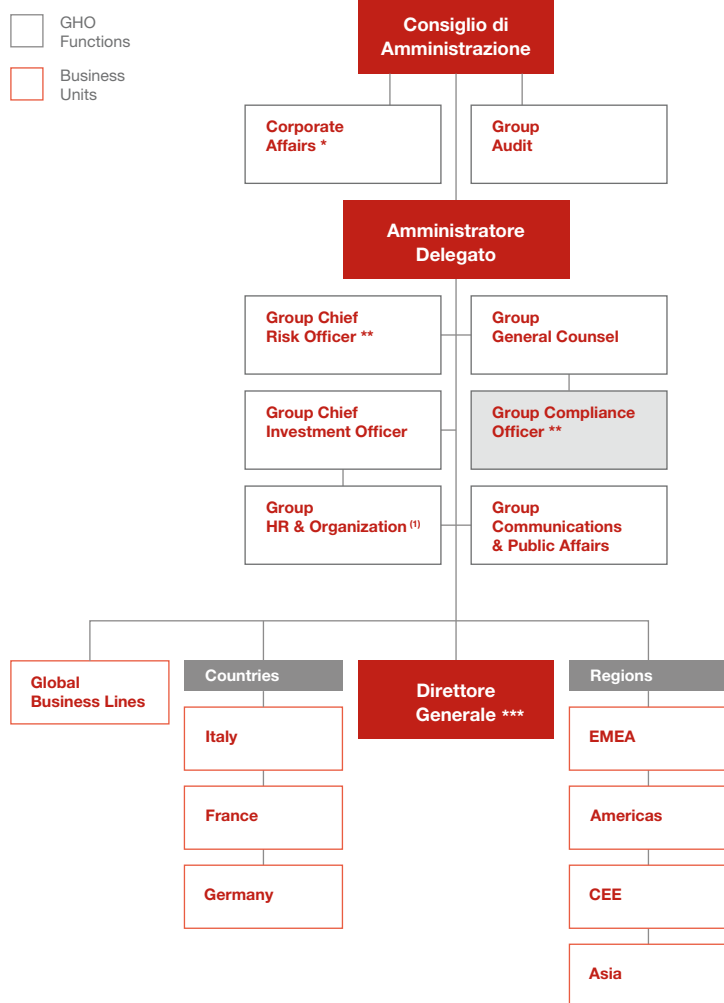 GHO
Functions
Business
Units
Consiglio di
Amministrazione
Corporate
Affairs *
Group
Audit
Amministratore
Delegato
Group Chief
Risk Officer **
Group
General Counsel
Group Chief
Investment Officer
Group Compliance
Officer **
Group
HR & Organization (1)
Group
Communications
& Public Affairs
Global
Business Lines
Countries
Italy
France
Germany
Direttore
Generale ***
Regions
EMEA
Americas
CEE
Asia